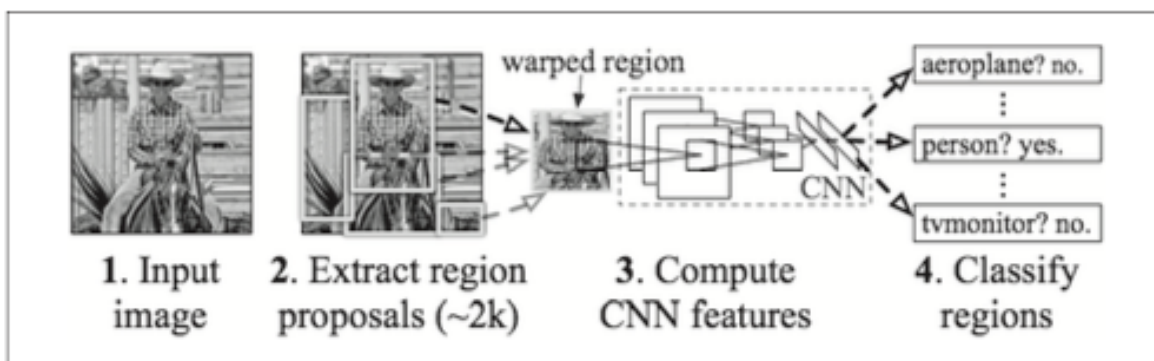 warped region
aeroplane? no.
person? yes.
CNN
tvmonitor? no.
1. Input
image
2. Extract region
proposals (~2k)
3. Compute
CNN features
4. Classify
regions